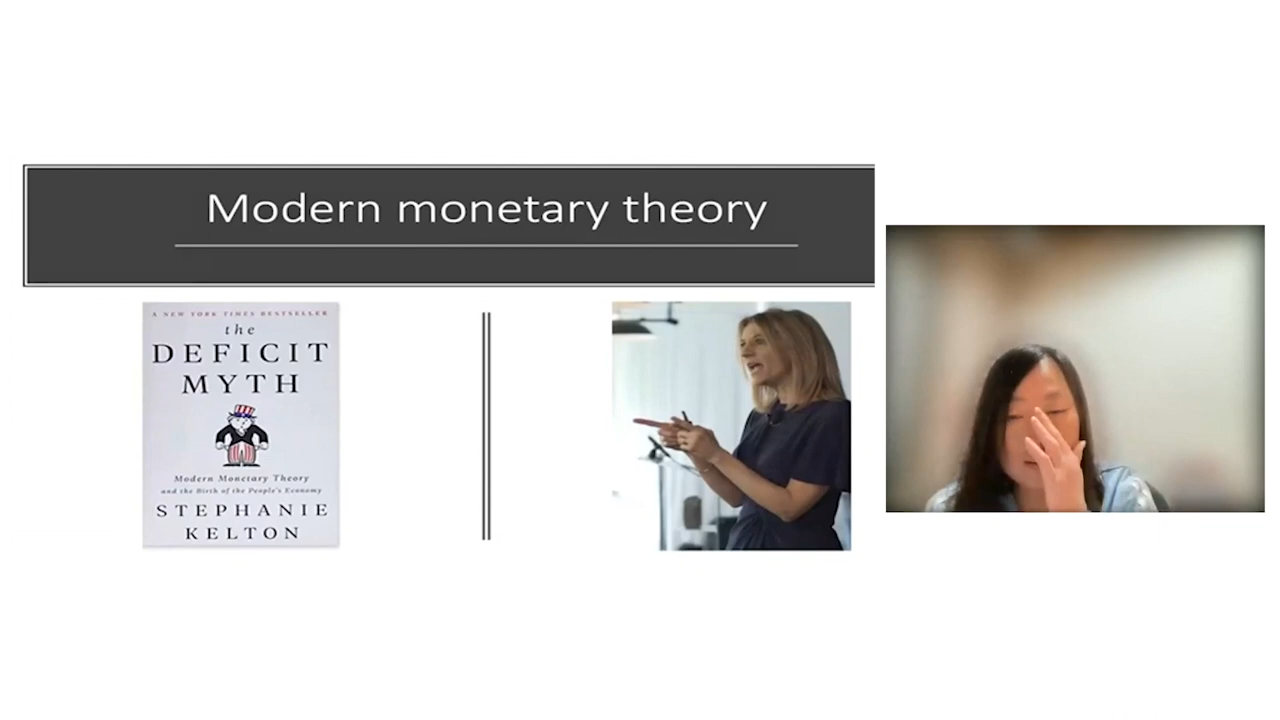 Modern monetary theory
A NEW YORK TIMES BESTSELLER
the
DEFICIT
MYTH
Modern Monetary Theory
and the Birth of the People's Economy
STEPHANIE
KELTON